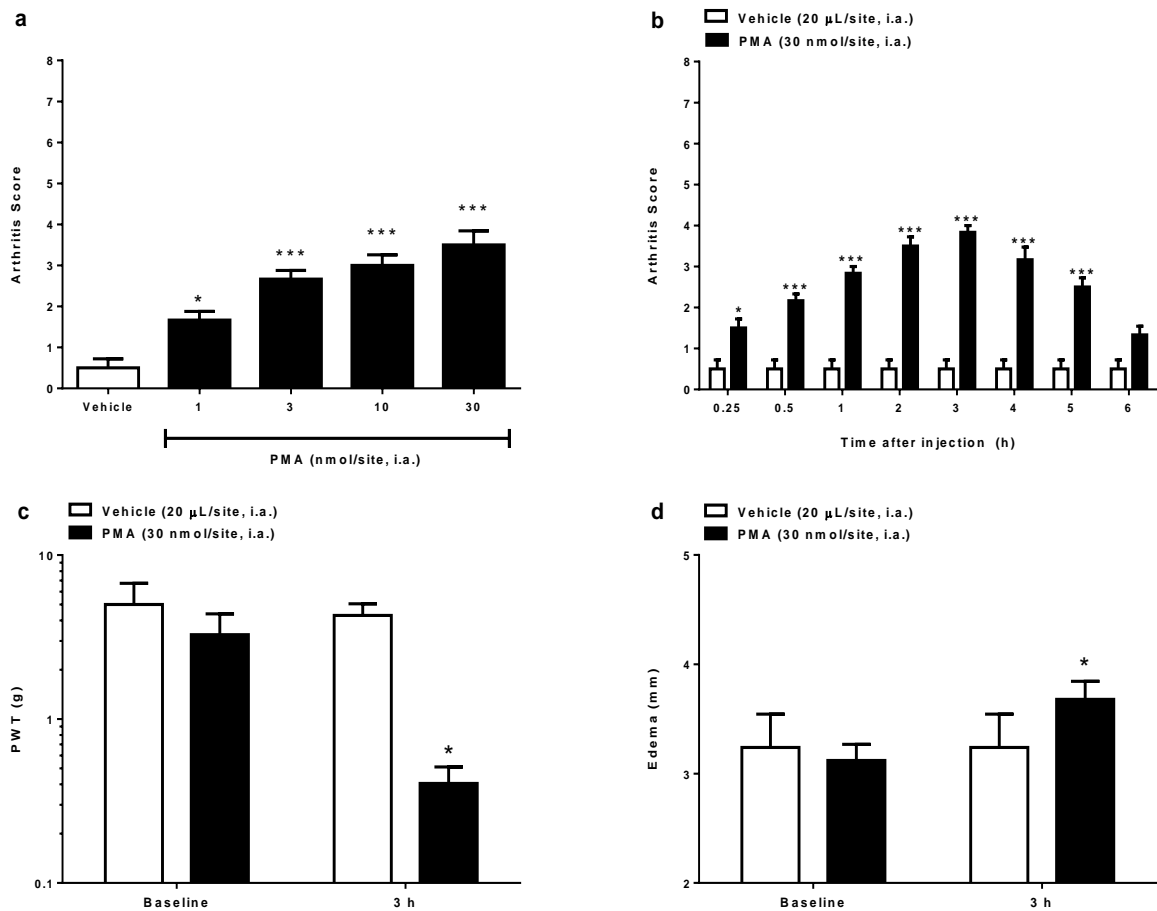 a
8
7
6
5
4
3
2
1
0
Arthritis Score
*
***
***
***
Vehicle 1 3 10 30
PMA (nmol/site, i.a.)
b
Vehicle (20 μL/site, i.a.)
PMA (30 nmol/site, i.a.)
8
7
6
5
4
3
2
1
0
Arthritis Score
*
***
***
***
***
***
***
0.25 0.5 1 2 3 4 5 6
Time after injection (h)
c
Vehicle (20 μL/site, i.a.)
PMA (30 nmol/site, i.a.)
10
1
0.1
PWT (g)
*
Baseline 3 h
d
Vehicle (20 μL/site, i.a.)
PMA (30 nmol/site, i.a.)
5
4
3
2
Edema (mm)
*
Baseline 3 h